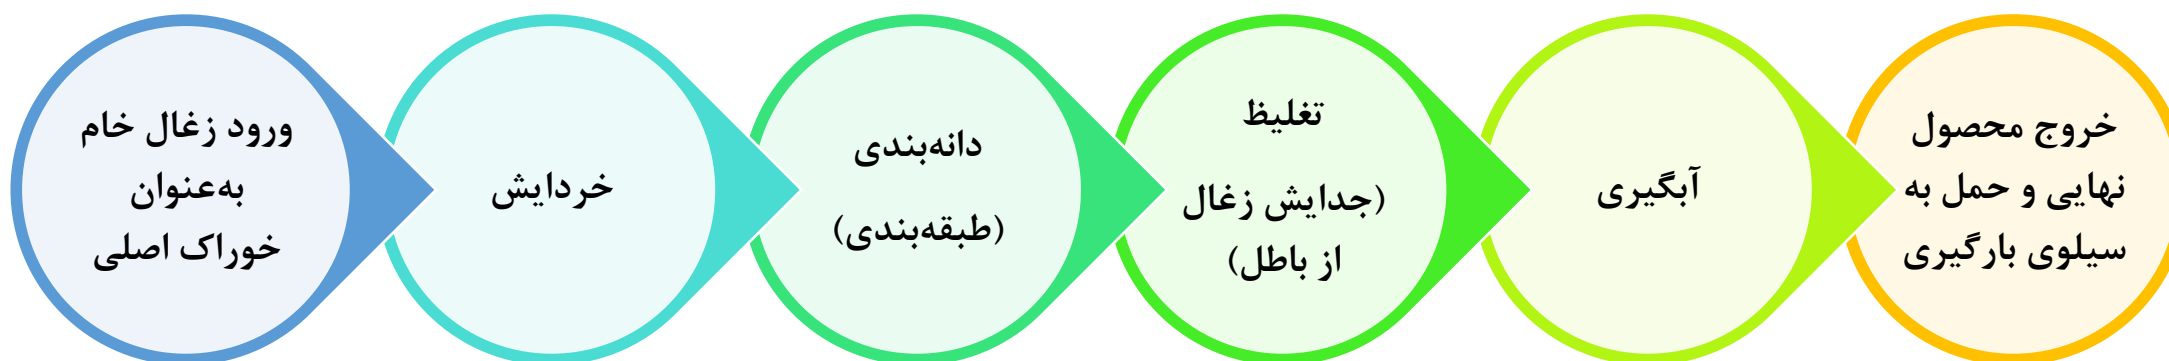 ورود زغال خام
به‌عنوان
خوراک اصلی
خردایش
دانه‌بندی
(طبقه‌بندی)
تغلیظ
(جدایش زغال
از باطل)
آبگیری
خروج محصول
نهایی و حمل به
سیلوی بارگیری